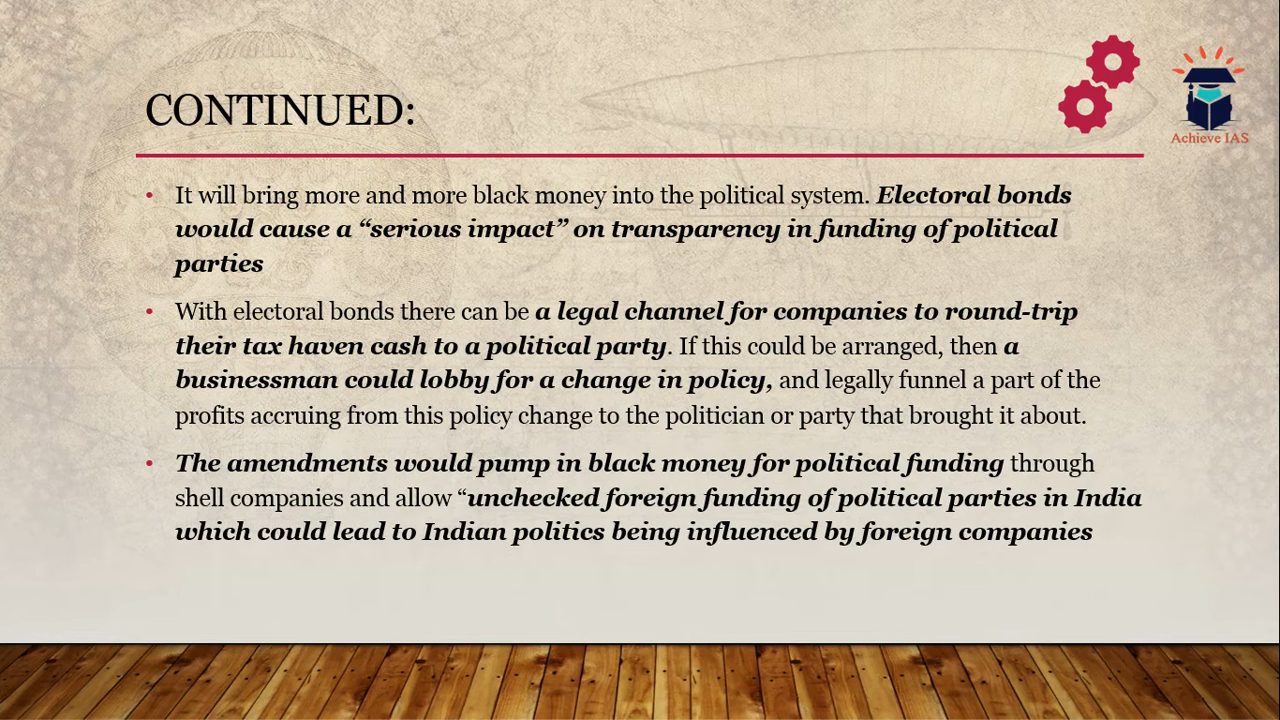 CONTINUED:
Achieve IAS
• It will bring more and more black money into the political system. Electoral bonds
would cause a “serious impact” on transparency in funding of political
parties
• With electoral bonds there can be a legal channel for companies to round-trip
their tax haven cash to a political party. If this could be arranged, then a
businessman could lobby for a change in policy, and legally funnel a part of the
profits accruing from this policy change to the politician or party that brought it about.
• The amendments would pump in black money for political funding through
shell companies and allow “unchecked foreign funding of political parties in India
which could lead to Indian politics being influenced by foreign companies